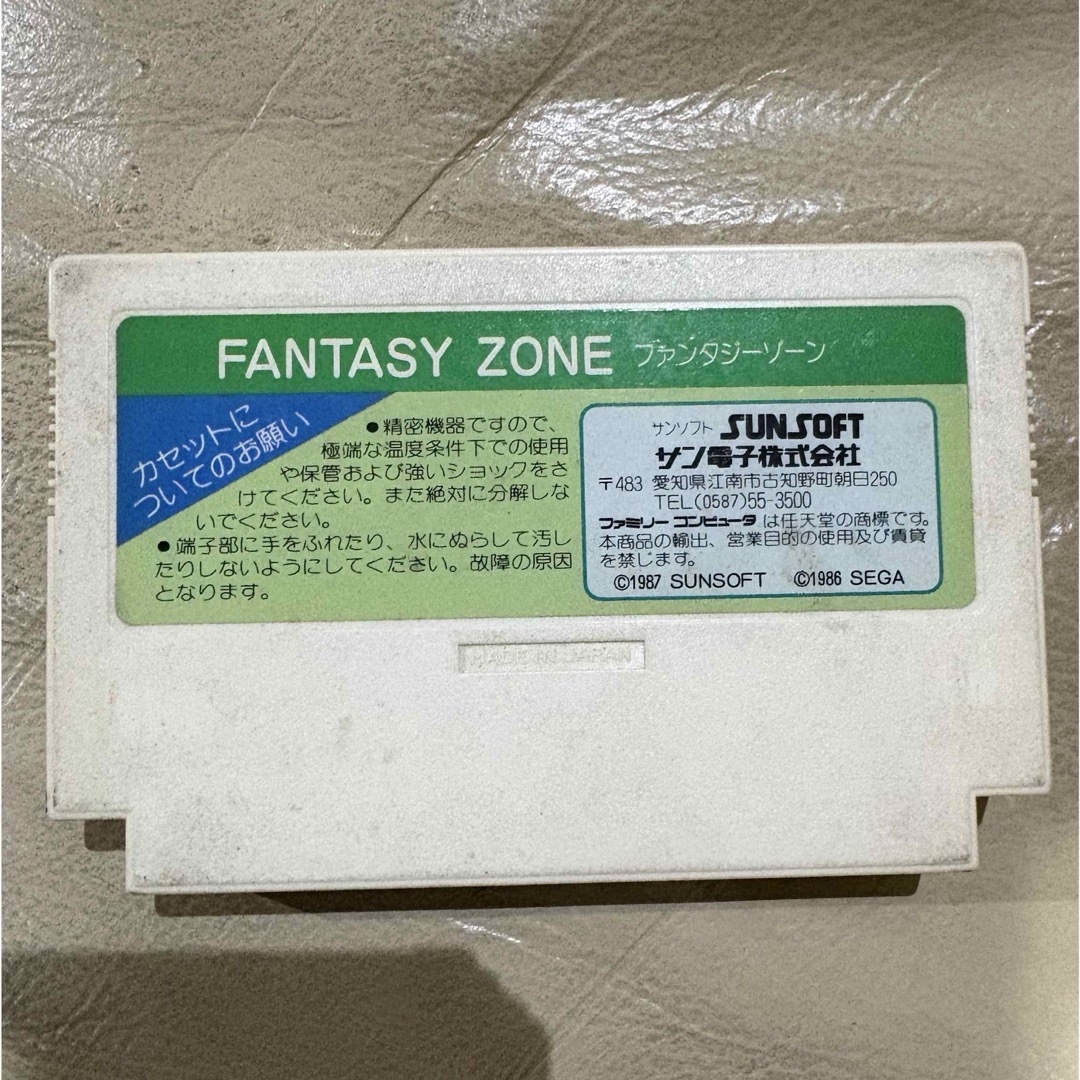 FANTASY ZONE ファンタジーゾーン
カセットに
ついてのお願い
●精密機器ですので、
極端な温度条件下での使用
や保管および強いショックをさ
けてください。また絶対に分解しな
いでください。
●端子部に手をふれたり、水にぬらして汚し
たりしないようにしてください。故障の原因
となります。
サンソフト SUNSOFT
サン電子株式会社
〒483 愛知県江南市古知野町朝日250
TEL(0587)55-3500
ファミリー コンピュータ は任天堂の商標です。
本商品の輸出、営業目的の使用及び賃貸
を禁じます。
©1987 SUNSOFT ©1986 SEGA
MADE IN JAPAN